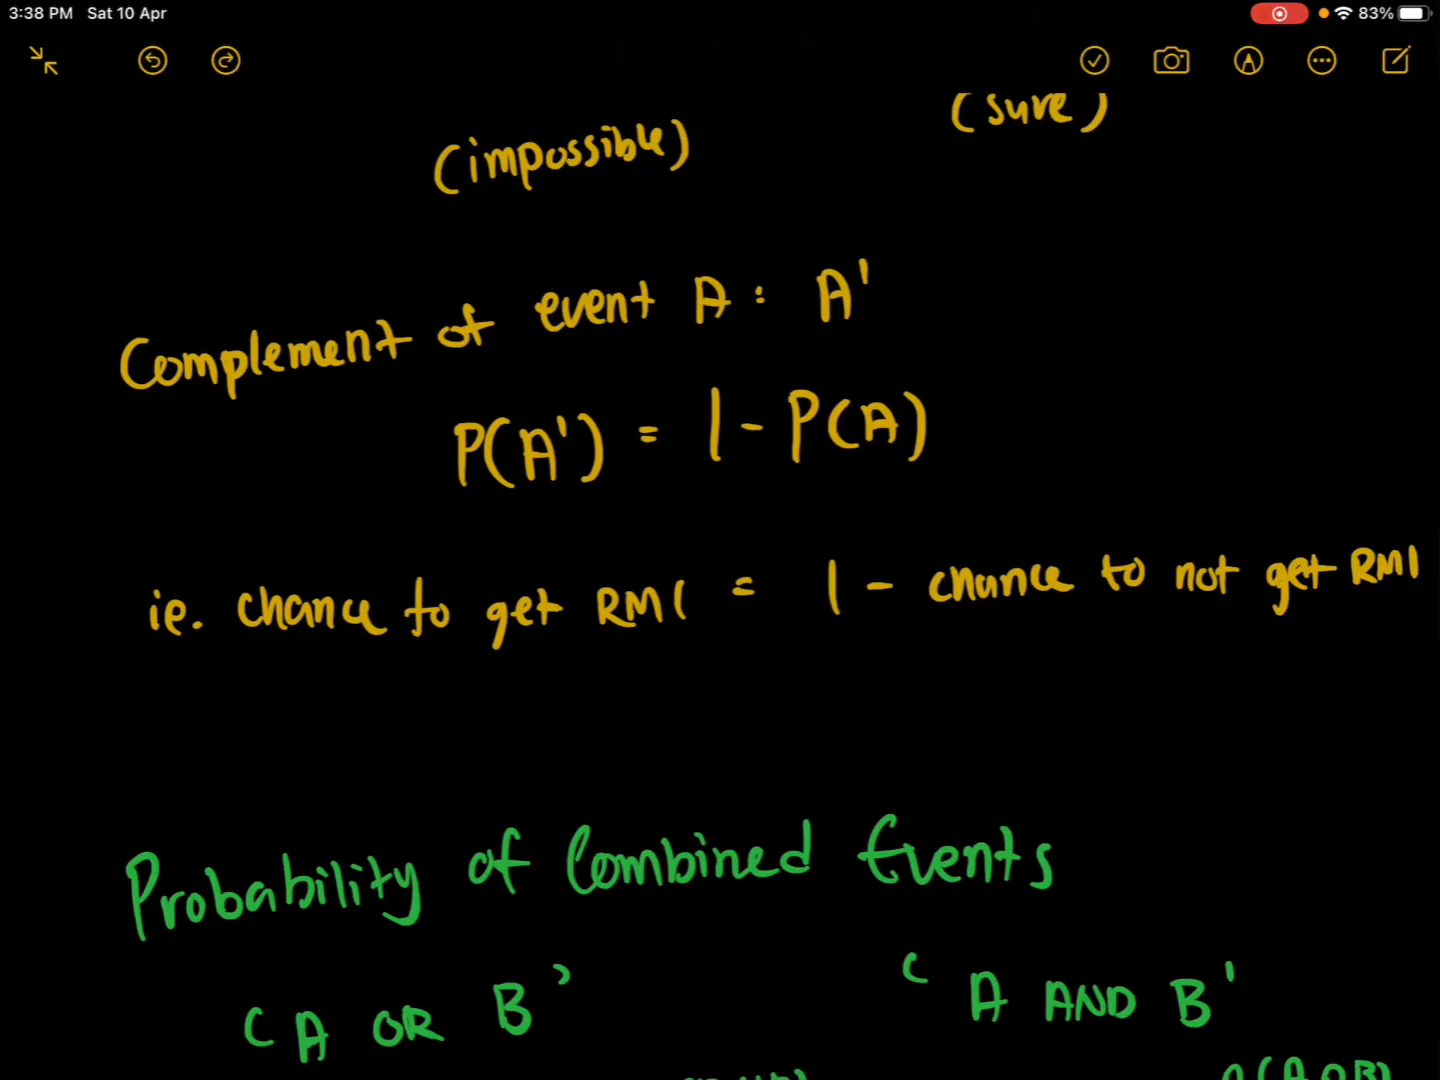 3:38 PM Sat 10 Apr 83%
(sure)
(impossible)
Complement of event A : A'
P(A') = 1 - P(A)
ie. chance to get RM1 = 1 - chance to not get RM1
Probability of Combined Events
'A OR B' 'A AND B'